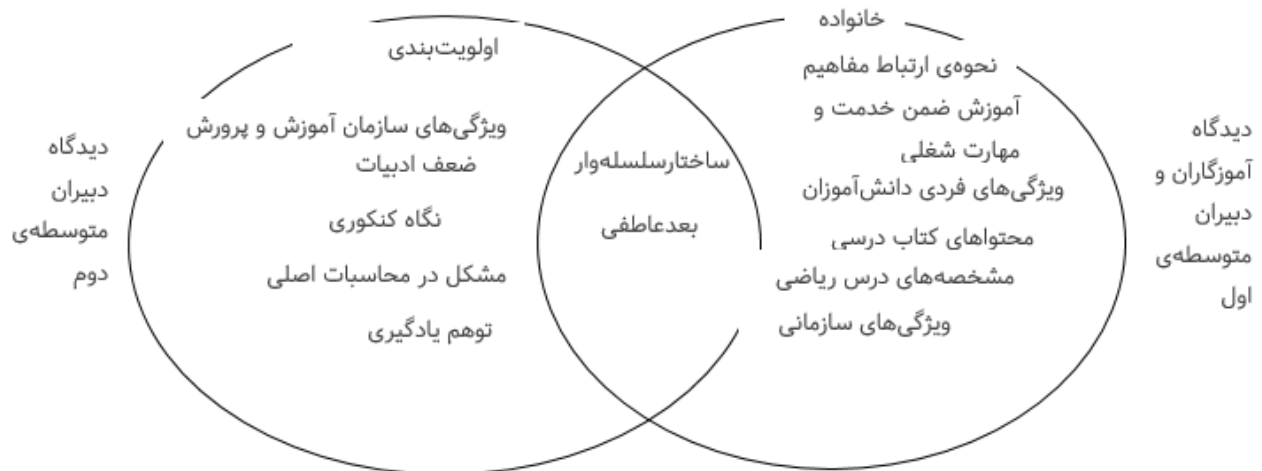 دیدگاه
آموزگاران و
دبیران
متوسطه‌ی
اول
خانواده
نحوه‌ی ارتباط مفاهیم
آموزش ضمن خدمت و
مهارت شغلی
ویژگی‌های فردی دانش‌آموزان
محتواهای کتاب درسی
مشخصه‌های درس ریاضی
ویژگی‌های سازمانی
ساختارسلسله‌وار
بعدعاطفی
اولویت‌بندی
ویژگی‌های سازمان آموزش و پرورش
ضعف ادبیات
نگاه کنکوری
مشکل در محاسبات اصلی
توهم یادگیری
دیدگاه
دبیران
متوسطه‌ی
دوم